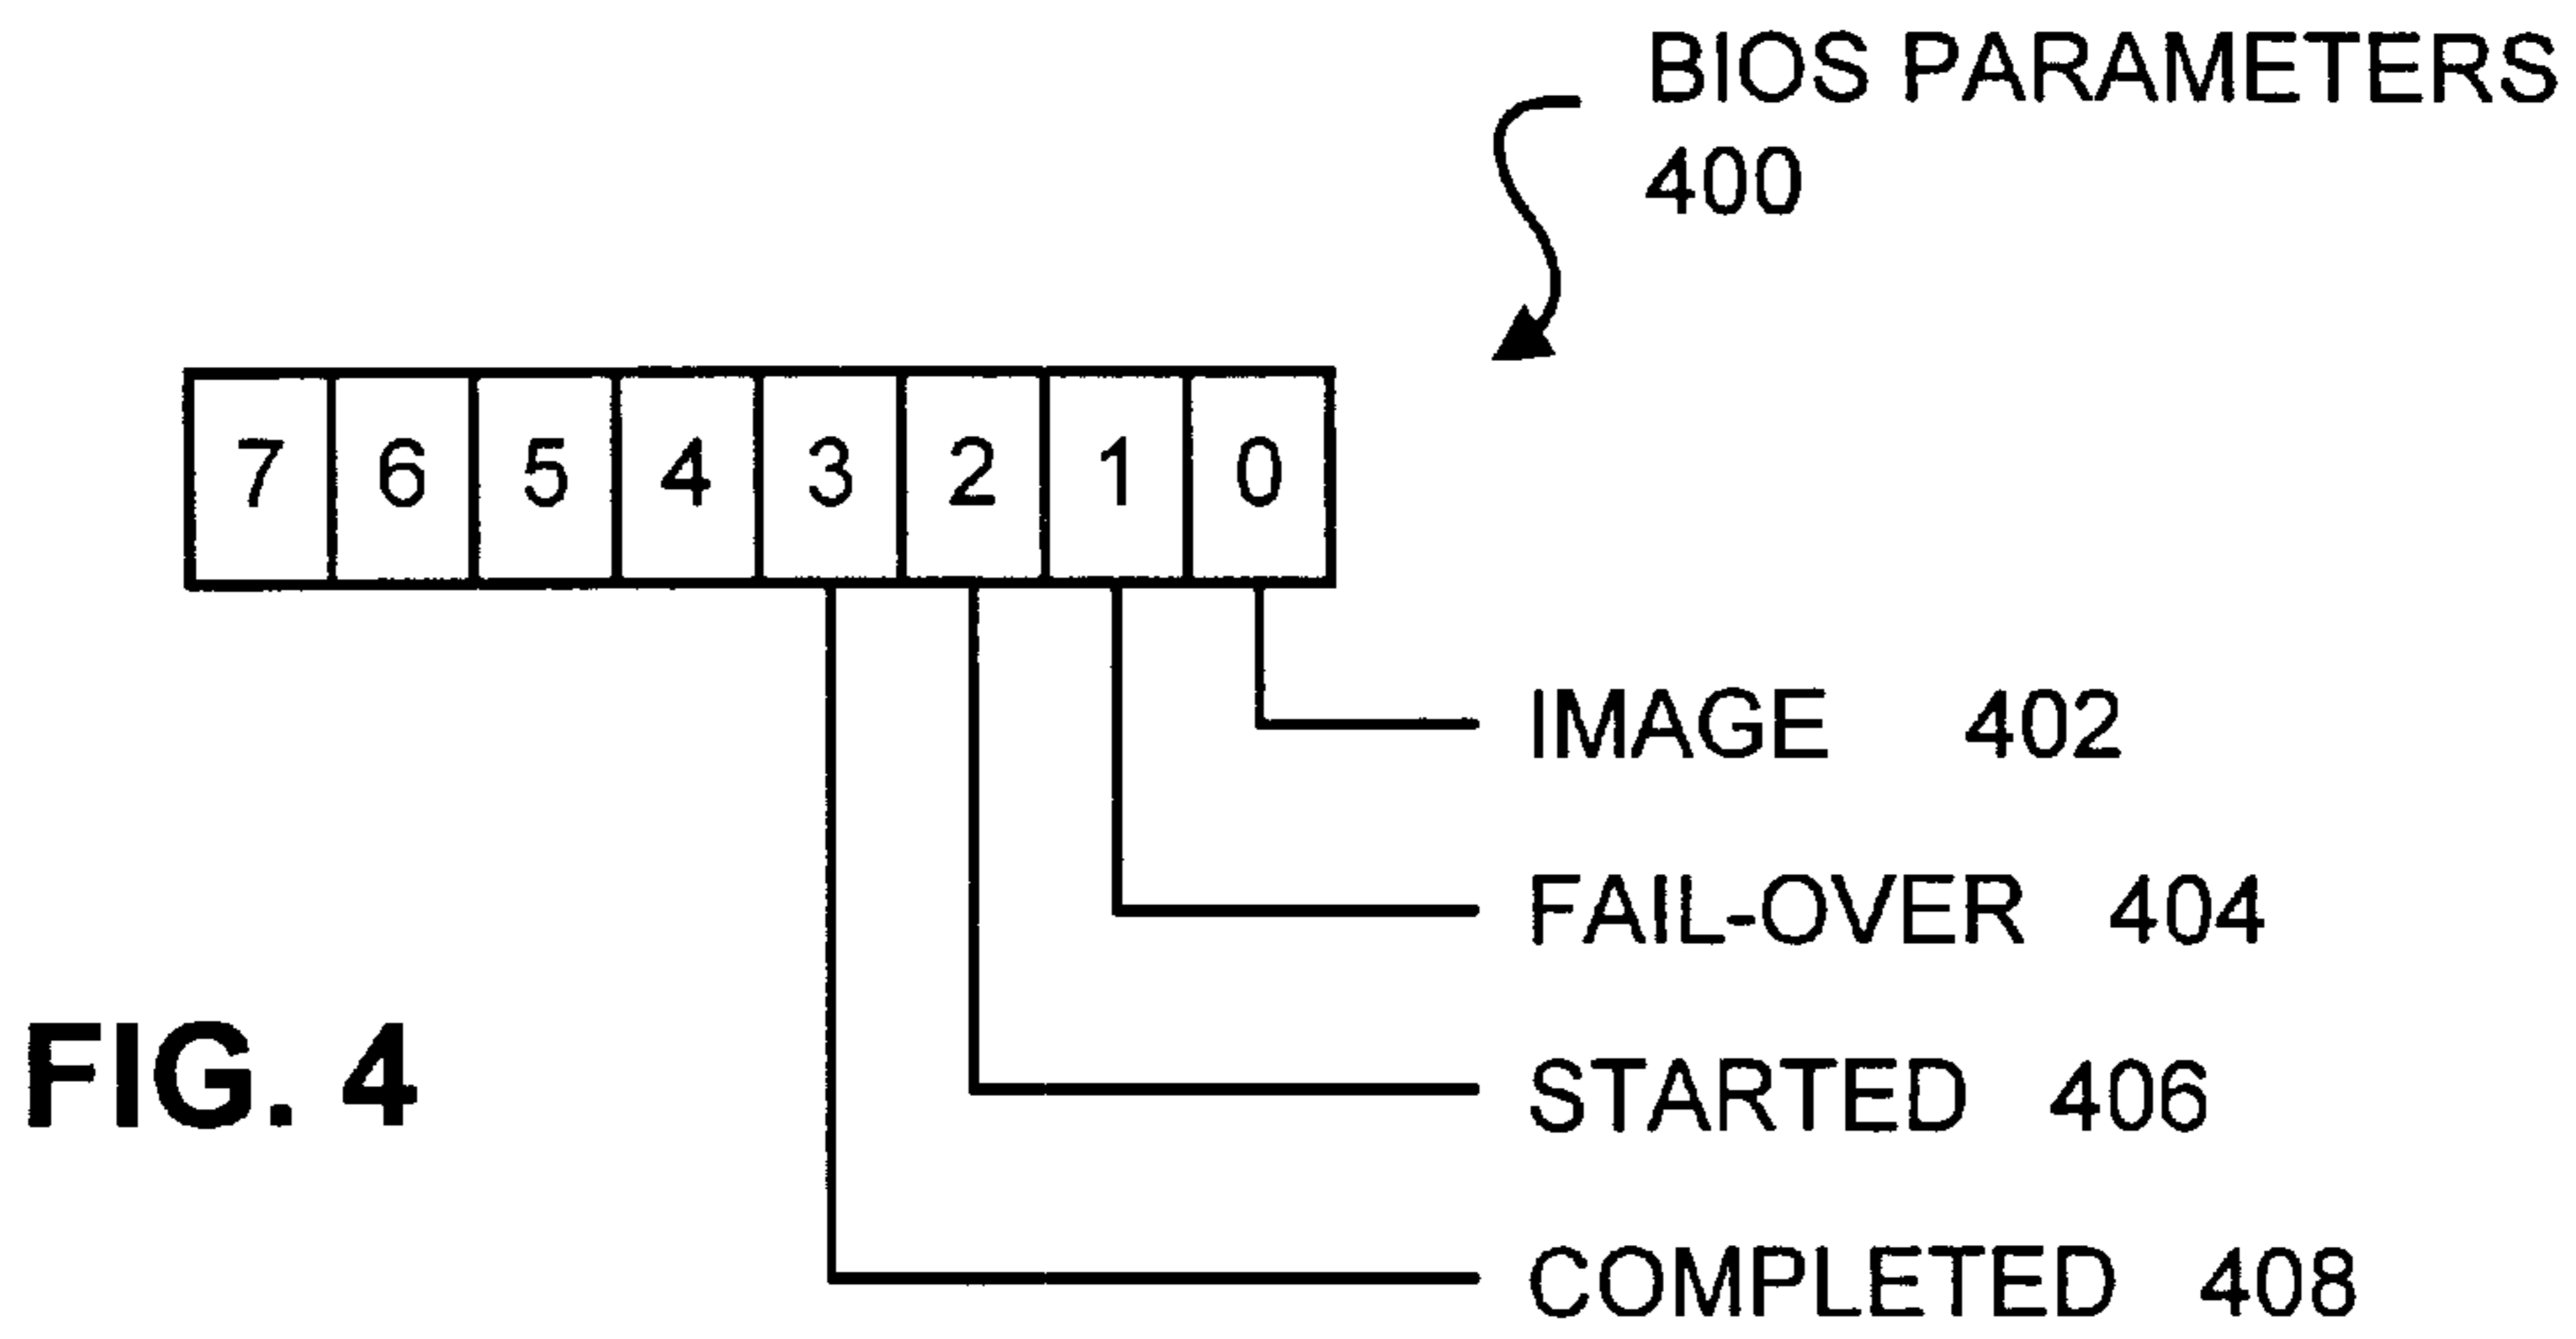 BIOS PARAMETERS
400
7 6 5 4 3 2 1 0
IMAGE 402
FAIL-OVER 404
STARTED 406
COMPLETED 408
FIG. 4